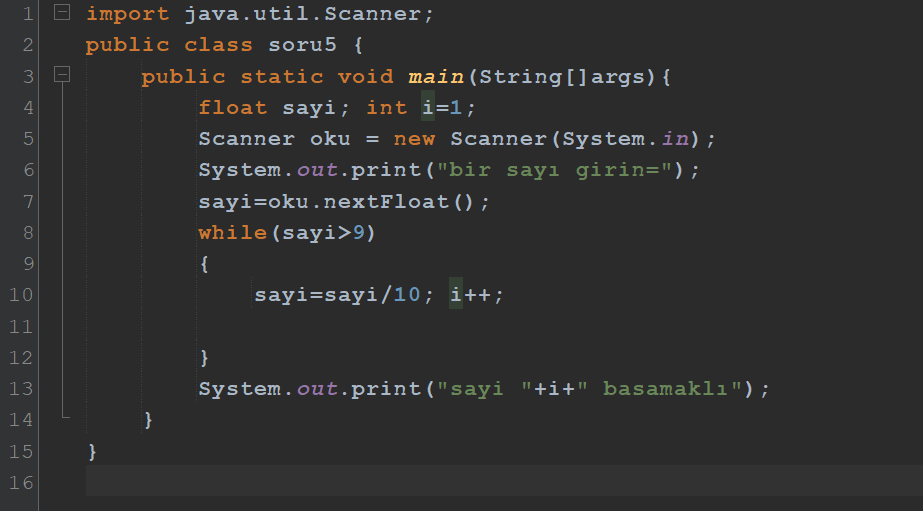 1 import java.util.Scanner;
2 public class soru5 {
3 public static void main(String[]args){
4 float sayi; int i=1;
5 Scanner oku = new Scanner(System.in);
6 System.out.print("bir sayı girin=");
7 sayi=oku.nextFloat();
8 while(sayi>9)
9 {
10 sayi=sayi/10; i++;
11
12 }
13 System.out.print("sayi "+i+" basamaklı");
14 }
15 }
16